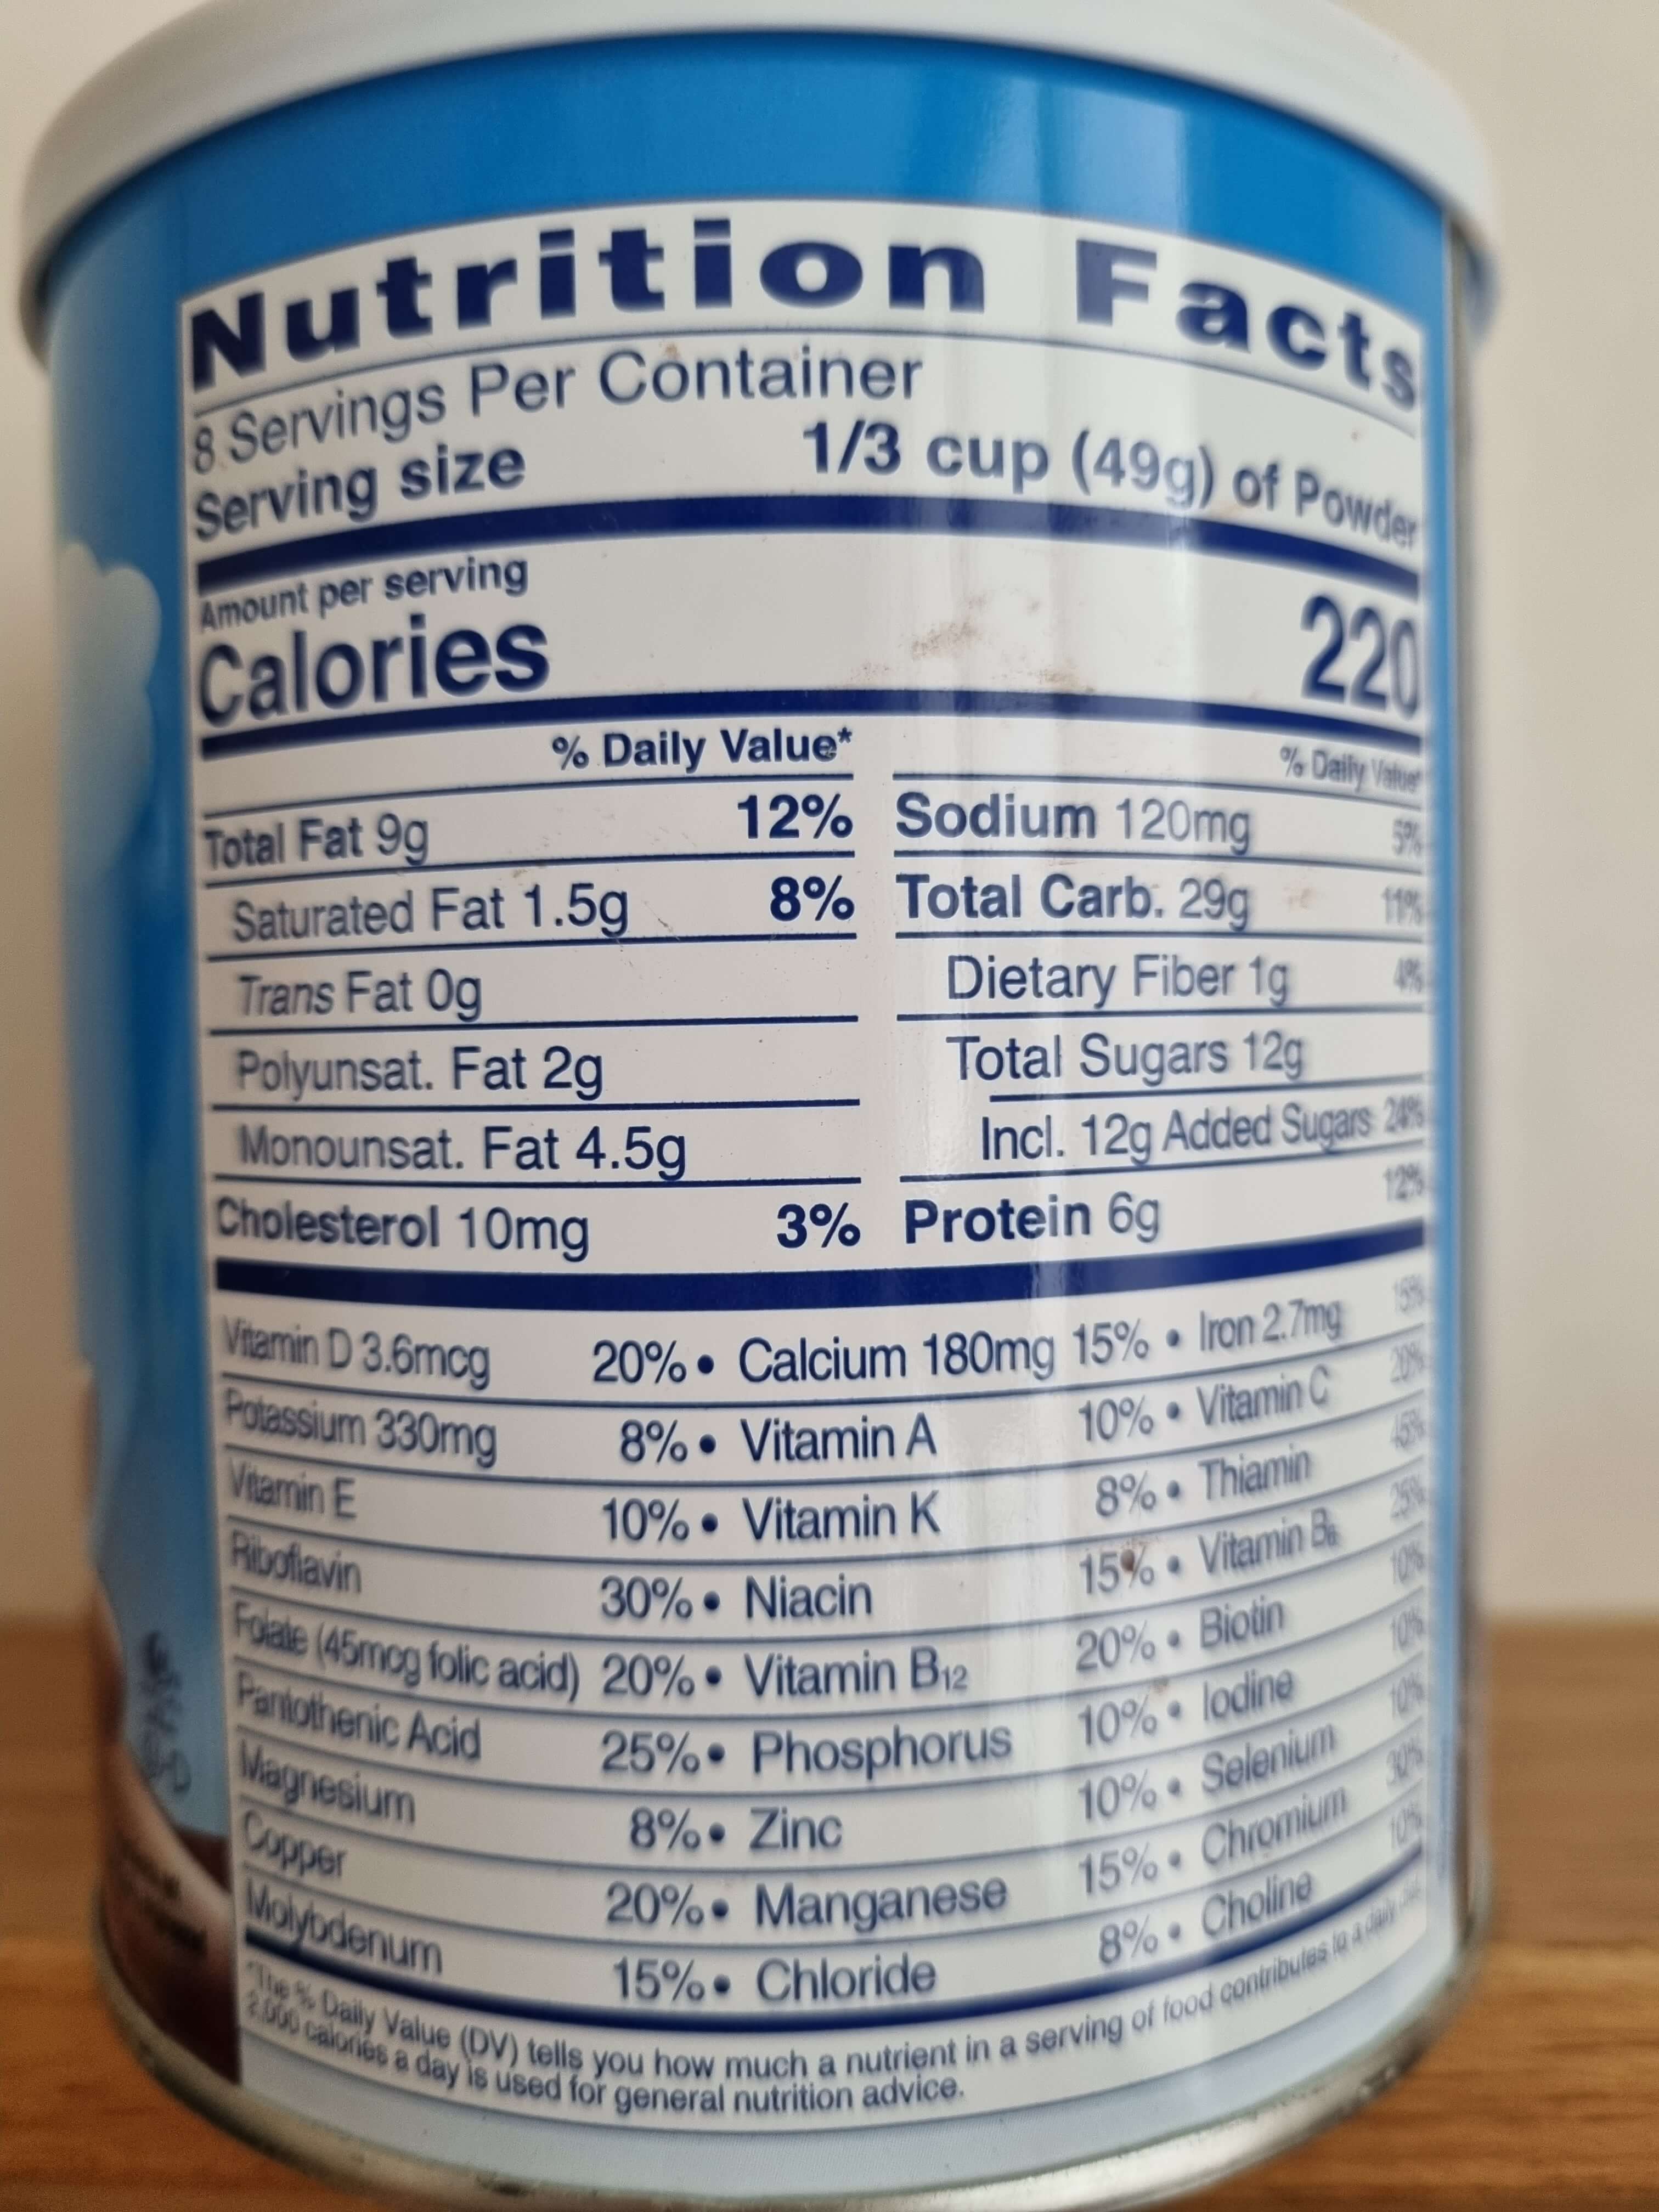 Nutrition Facts
8 Servings Per Container
Serving size 1/3 cup (49g) of Powder
Amount per serving
Calories 220
% Daily Value* % Daily Value*
Total Fat 9g 12% Sodium 120mg 5%
Saturated Fat 1.5g 8% Total Carb. 29g 11%
Trans Fat 0g Dietary Fiber 1g 4%
Polyunsat. Fat 2g Total Sugars 12g
Monounsat. Fat 4.5g Incl. 12g Added Sugars 24%
Cholesterol 10mg 3% Protein 6g 12%
Vitamin D 3.6mcg 20% • Calcium 180mg 15% • Iron 2.7mg 15%
Potassium 330mg 8% • Vitamin A 10% • Vitamin C 20%
Vitamin E 10% • Vitamin K 8% • Thiamin 45%
Riboflavin 30% • Niacin 15% • Vitamin B6 25%
Folate (45mcg folic acid) 20% • Vitamin B12 20% • Biotin 10%
Pantothenic Acid 25% • Phosphorus 10% • Iodine 10%
Magnesium 8% • Zinc 10% • Selenium 10%
Copper 20% • Manganese 15% • Chromium 30%
Molybdenum 15% • Chloride 8% • Choline 10%
*The % Daily Value (DV) tells you how much a nutrient in a serving of food contributes to a daily
2,000 calories a day is used for general nutrition advice.